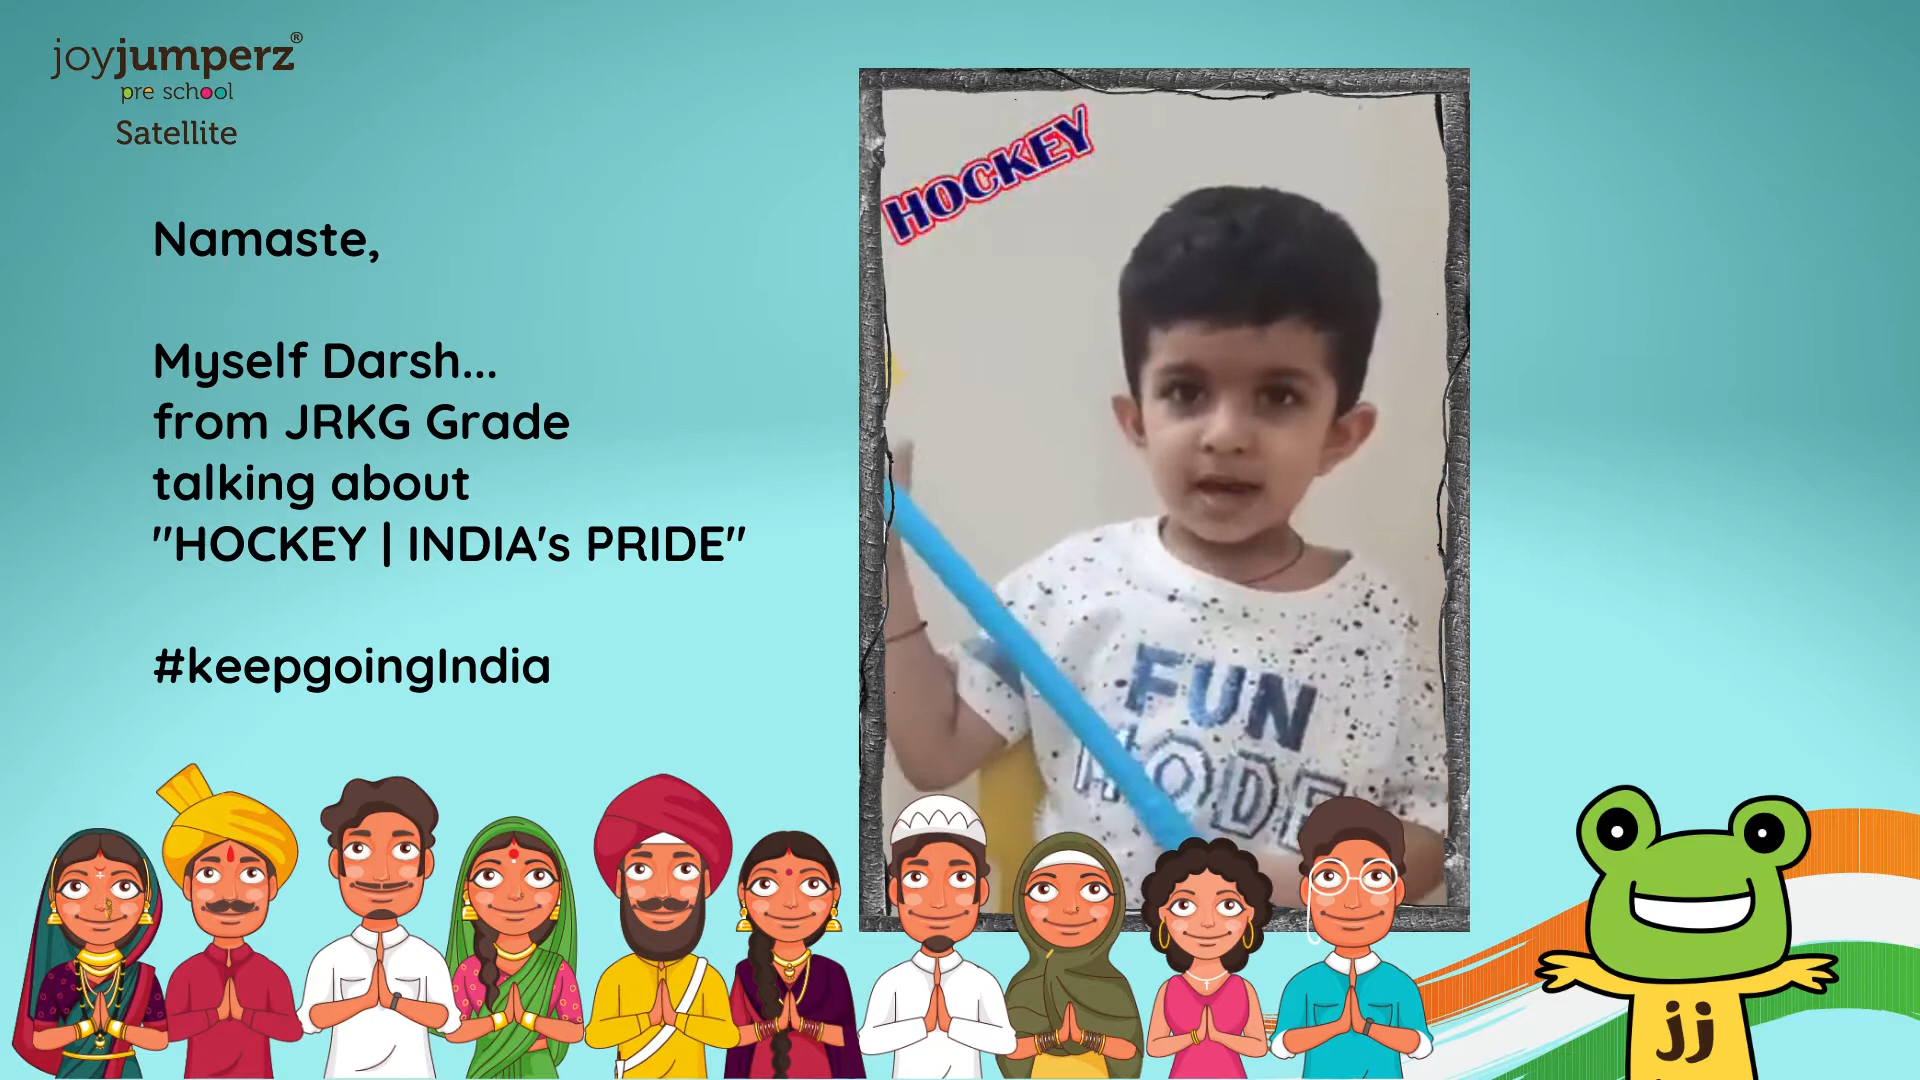 joyjumperz®
pre school
Satellite
Namaste,
Myself Darsh...
from JRKG Grade
talking about
"HOCKEY | INDIA's PRIDE"
#keepgoingIndia
HOCKEY
FUN
MODE
jj